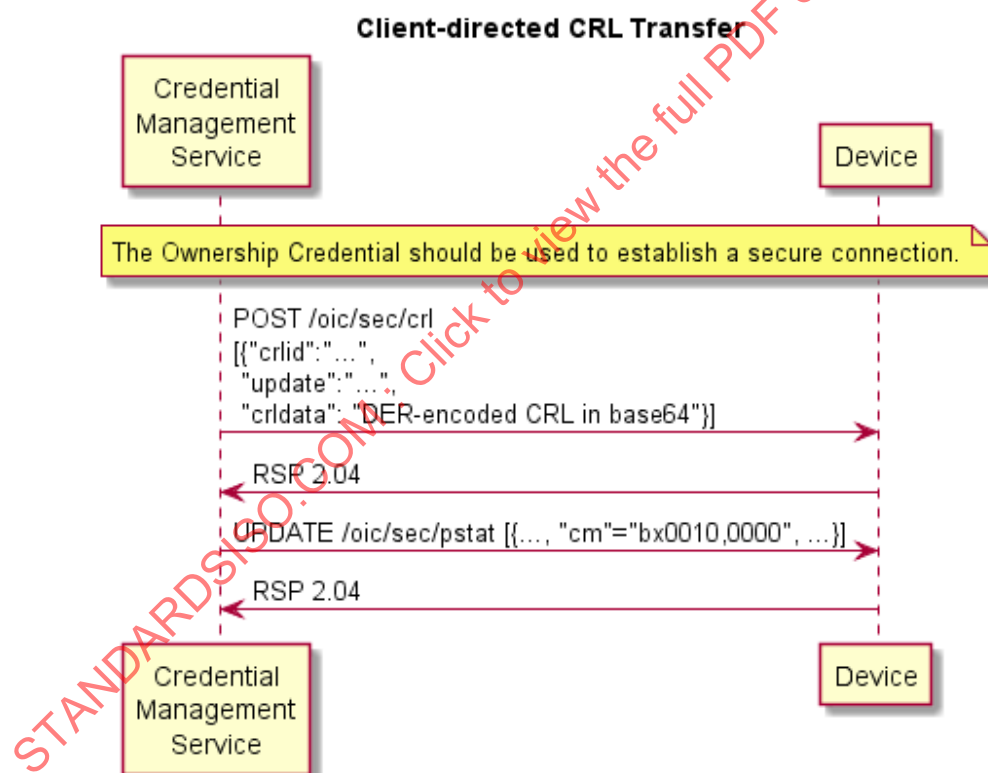 Client-directed CRL Transfer
Credential
Management
Service
Device
The Ownership Credential should be used to establish a secure connection.
POST /oic/sec/crl
[{"crlid":"...",
"update":"...",
"crldata": "DER-encoded CRL in base64"}]
RSP 2.04
UPDATE /oic/sec/pstat [{..., "cm"="bx0010,0000", ...}]
RSP 2.04
Credential
Management
Service
Device
STANDARDSISO.COM : Click to view the full PDF